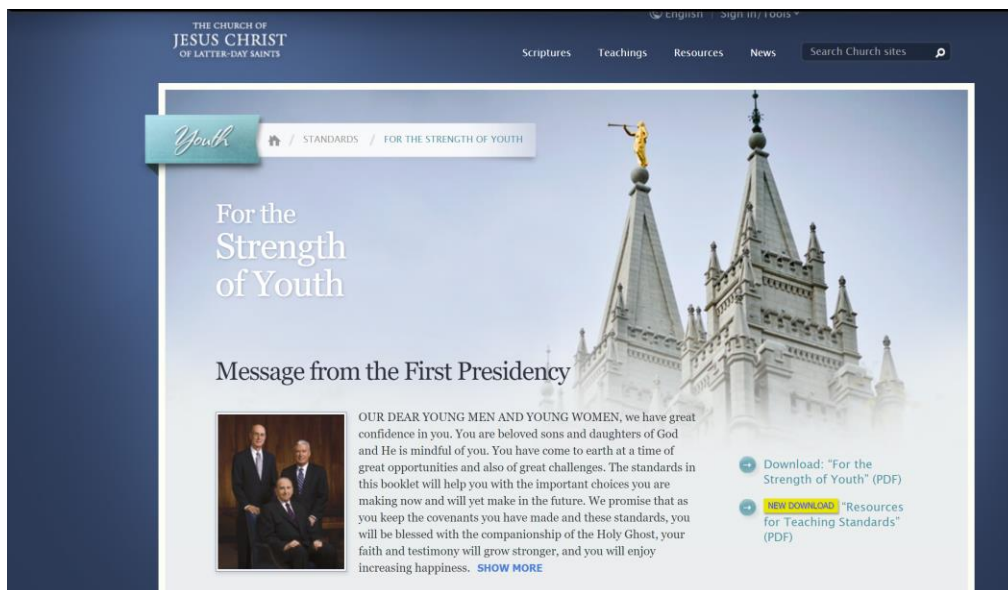 English | Sign In/Tools
THE CHURCH OF
JESUS CHRIST
OF LATTER-DAY SAINTS
Scriptures Teachings Resources News Search Church sites
Youth / STANDARDS / FOR THE STRENGTH OF YOUTH
For the
Strength
of Youth
Message from the First Presidency
OUR DEAR YOUNG MEN AND YOUNG WOMEN, we have great
confidence in you. You are beloved sons and daughters of God
and He is mindful of you. You have come to earth at a time of
great opportunities and also of great challenges. The standards in
this booklet will help you with the important choices you are
making now and will yet make in the future. We promise that as
you keep the covenants you have made and these standards, you
will be blessed with the companionship of the Holy Ghost, your
faith and testimony will grow stronger, and you will enjoy
increasing happiness. SHOW MORE
Download: "For the
Strength of Youth" (PDF)
NEW DOWNLOAD "Resources
for Teaching Standards"
(PDF)